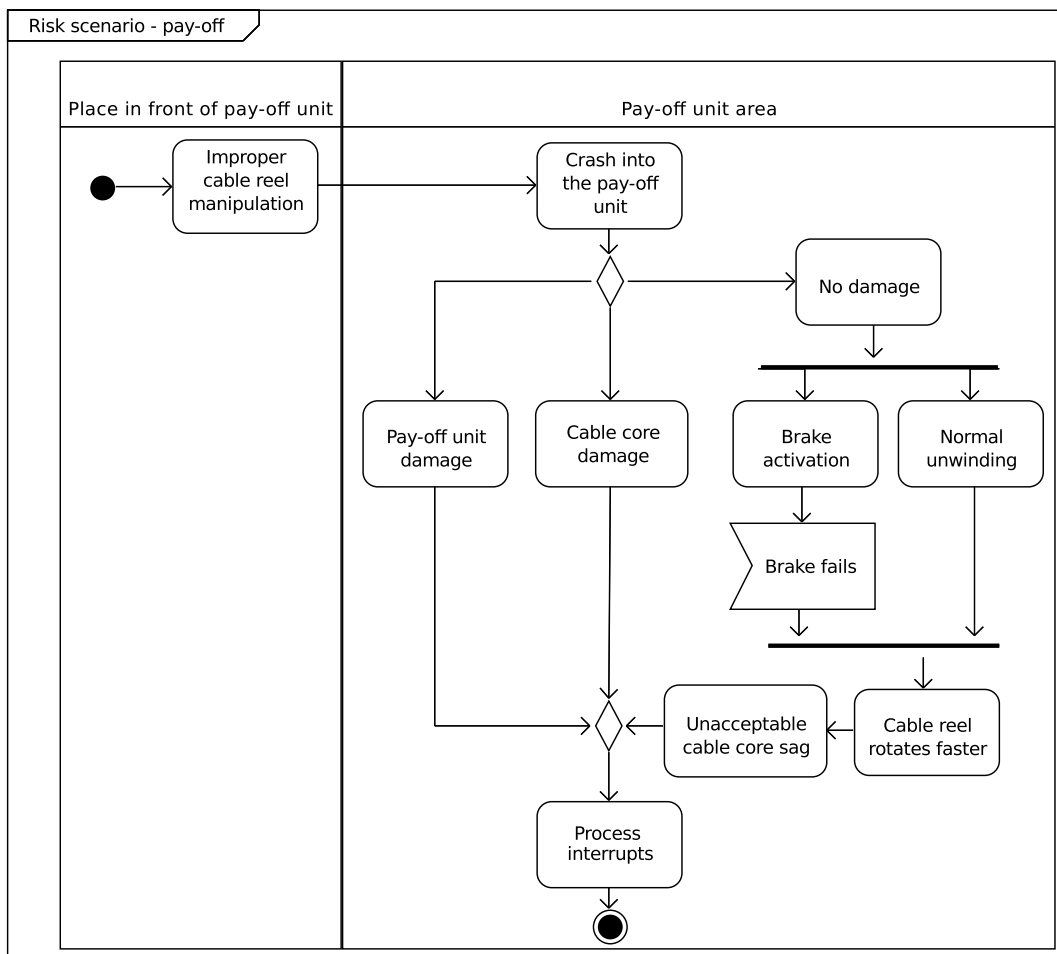 Risk scenario - pay-off
Place in front of pay-off unit
Pay-off unit area
Improper
cable reel
manipulation
Crash into
the pay-off
unit
No damage
Pay-off unit
damage
Cable core
damage
Brake
activation
Normal
unwinding
Brake fails
Unacceptable
cable core sag
Cable reel
rotates faster
Process
interrupts